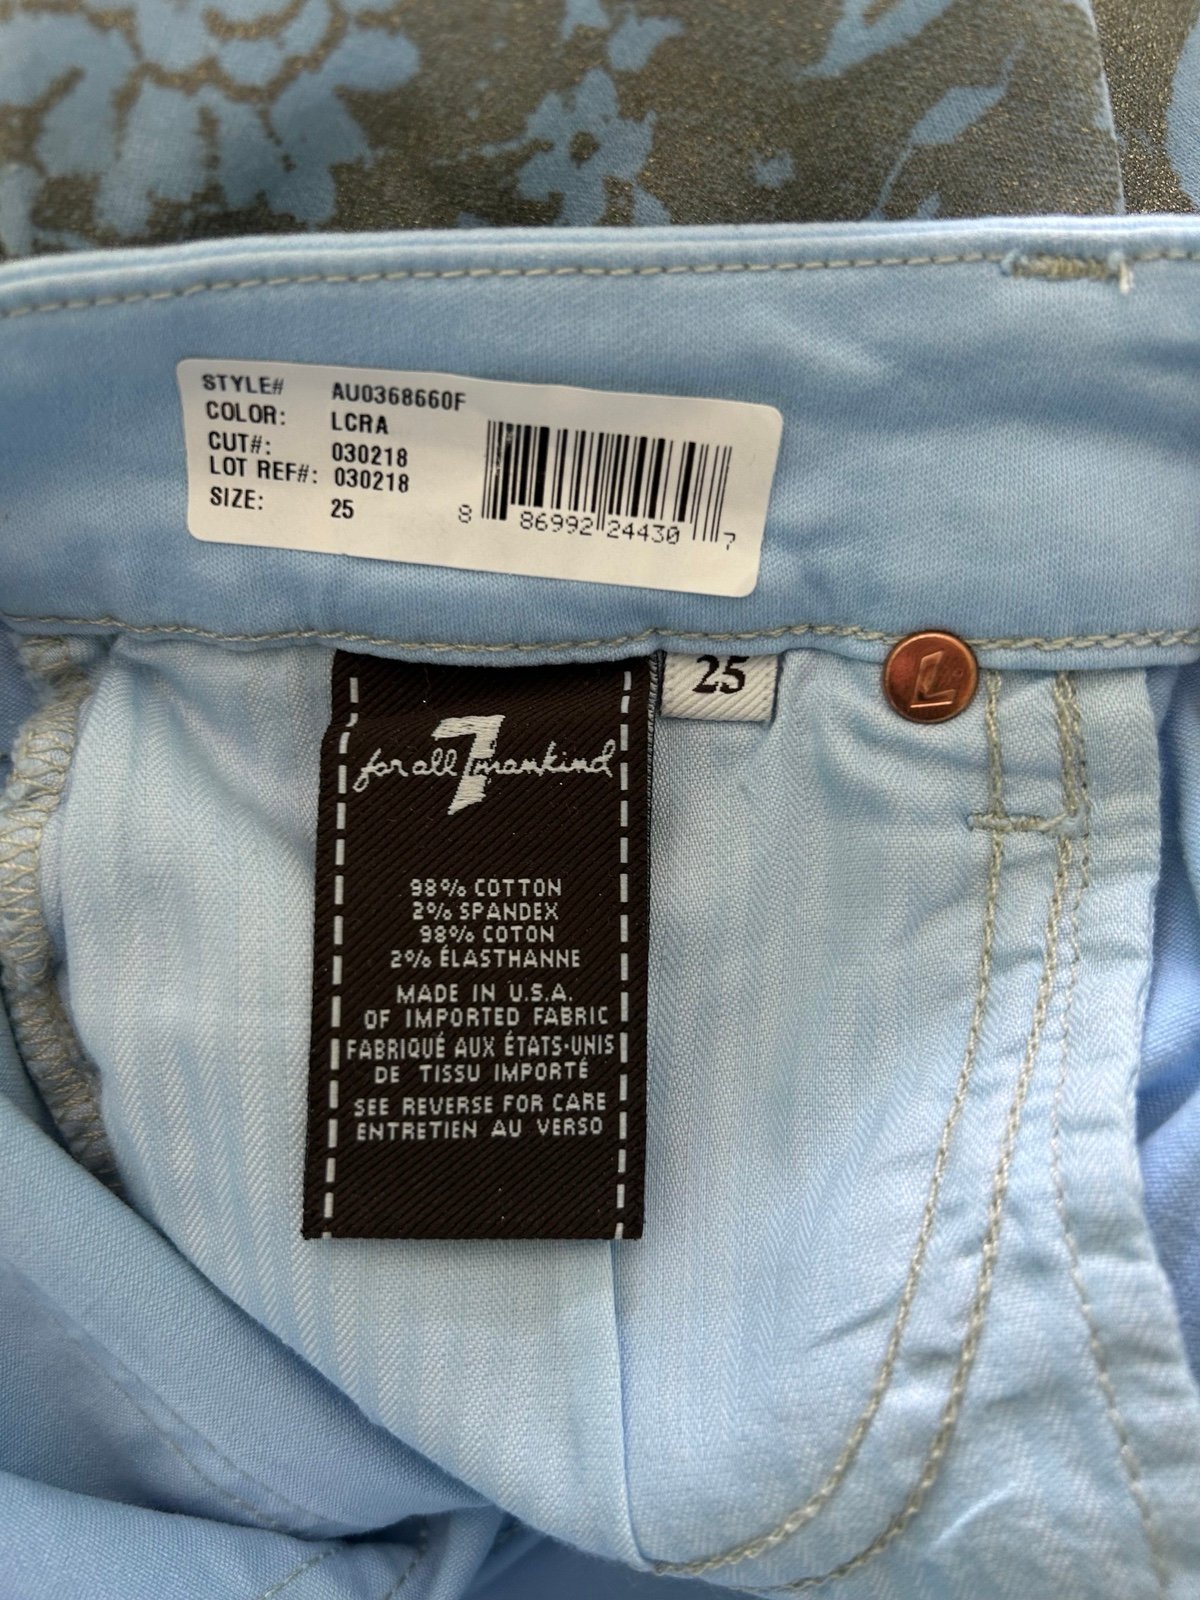 STYLE# AU0368660F
COLOR: LCRA
CUT#: 030218
LOT REF#: 030218
SIZE: 25
8 86992 24430 7
25
for all 7 mankind
98% COTTON
2% SPANDEX
98% COTON
2% ÉLASTHANNE
MADE IN U.S.A.
OF IMPORTED FABRIC
FABRIQUÉ AUX ÉTATS-UNIS
DE TISSU IMPORTÉ
SEE REVERSE FOR CARE
ENTRETIEN AU VERSO
L